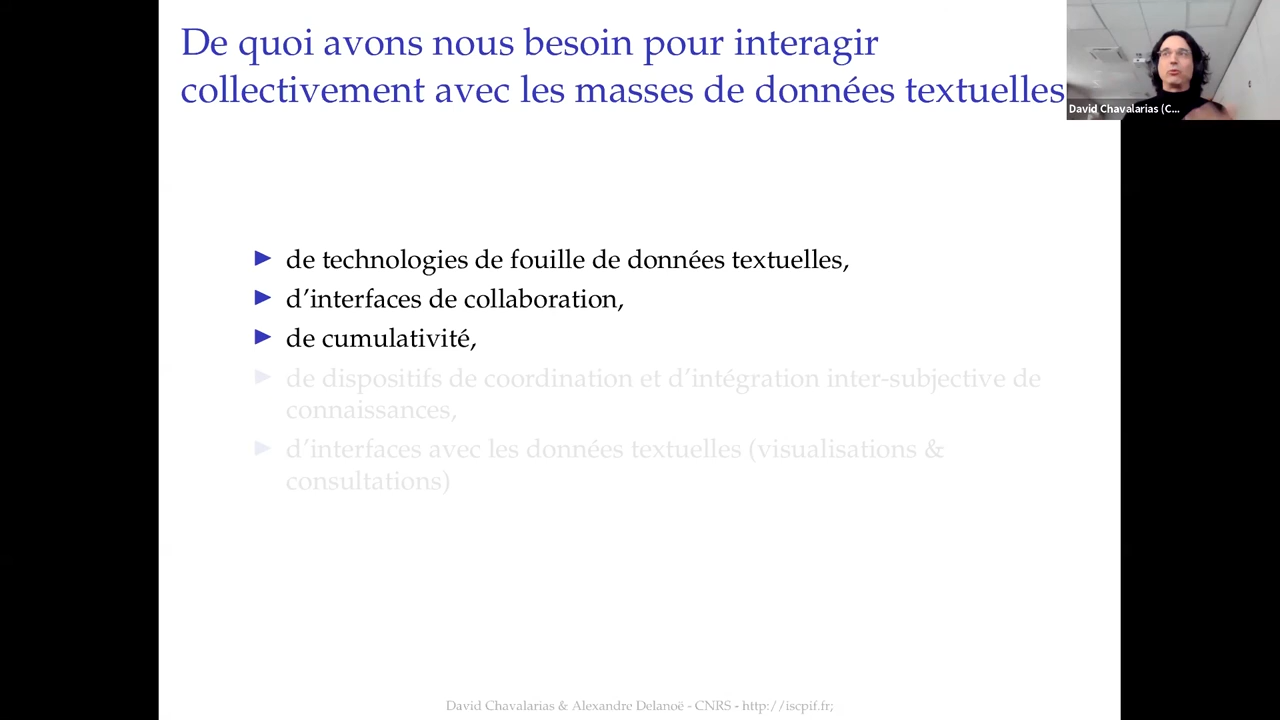 De quoi avons nous besoin pour interagir
collectivement avec les masses de données textuelles
David Chavalarias (C...
▶ de technologies de fouille de données textuelles,
▶ d'interfaces de collaboration,
▶ de cumulativité,
▶ de dispositifs de coordination et d'intégration inter-subjective de
connaissances,
▶ d'interfaces avec les données textuelles (visualisations &
consultations)
David Chavalarias & Alexandre Delanoë - CNRS - http://iscpif.fr;